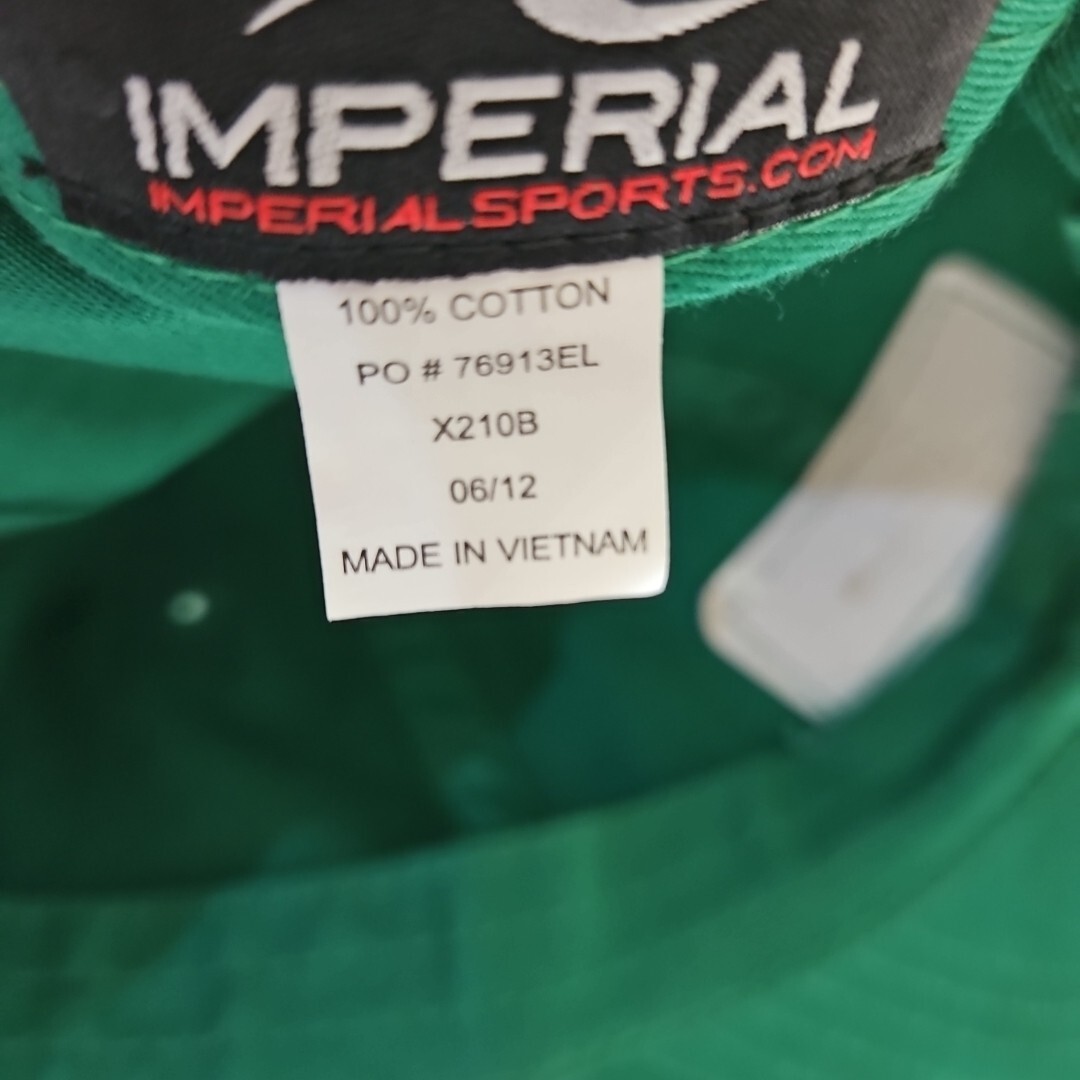 IMPERIAL
IMPERIALSPORTS.COM
100% COTTON
PO # 76913EL
X210B
06/12
MADE IN VIETNAM